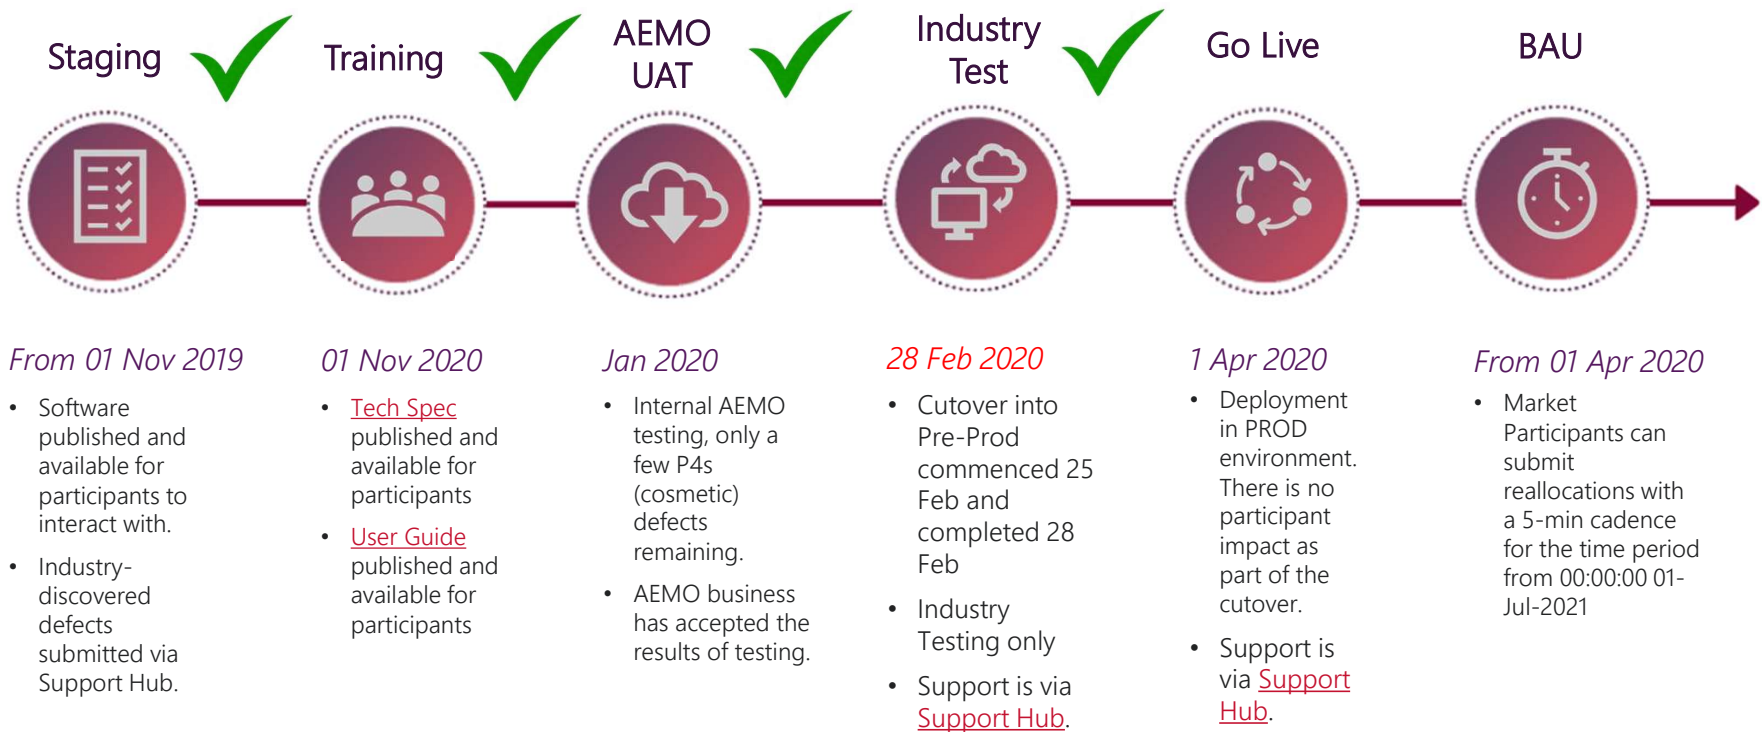 Staging
Training
AEMO
UAT
Industry
Test
Go Live
BAU
From 01 Nov 2019
• Software
published and
available for
participants to
interact with.
• Industry-
discovered
defects
submitted via
Support Hub.
01 Nov 2020
• Tech Spec
published and
available for
participants
• User Guide
published and
available for
participants
Jan 2020
• Internal AEMO
testing, only a
few P4s
(cosmetic)
defects
remaining.
• AEMO business
has accepted the
results of testing.
28 Feb 2020
• Cutover into
Pre-Prod
commenced 25
Feb and
completed 28
Feb
• Industry
Testing only
• Support is via
Support Hub.
1 Apr 2020
• Deployment
in PROD
environment.
There is no
participant
impact as
part of the
cutover.
• Support is
via Support
Hub.
From 01 Apr 2020
• Market
Participants can
submit
reallocations with
a 5-min cadence
for the time period
from 00:00:00 01-
Jul-2021